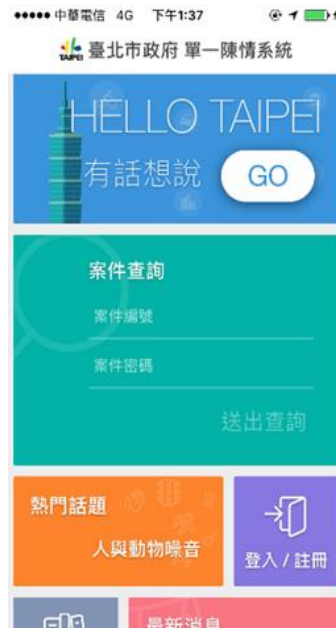 中華電信 4G 下午1:37
TAIPEI 臺北市政府 單一陳情系統
HELLO TAIPEI
有話想說 GO
案件查詢
案件編號
案件密碼
送出查詢
熱門話題
人與動物噪音
登入 / 註冊
最新消息